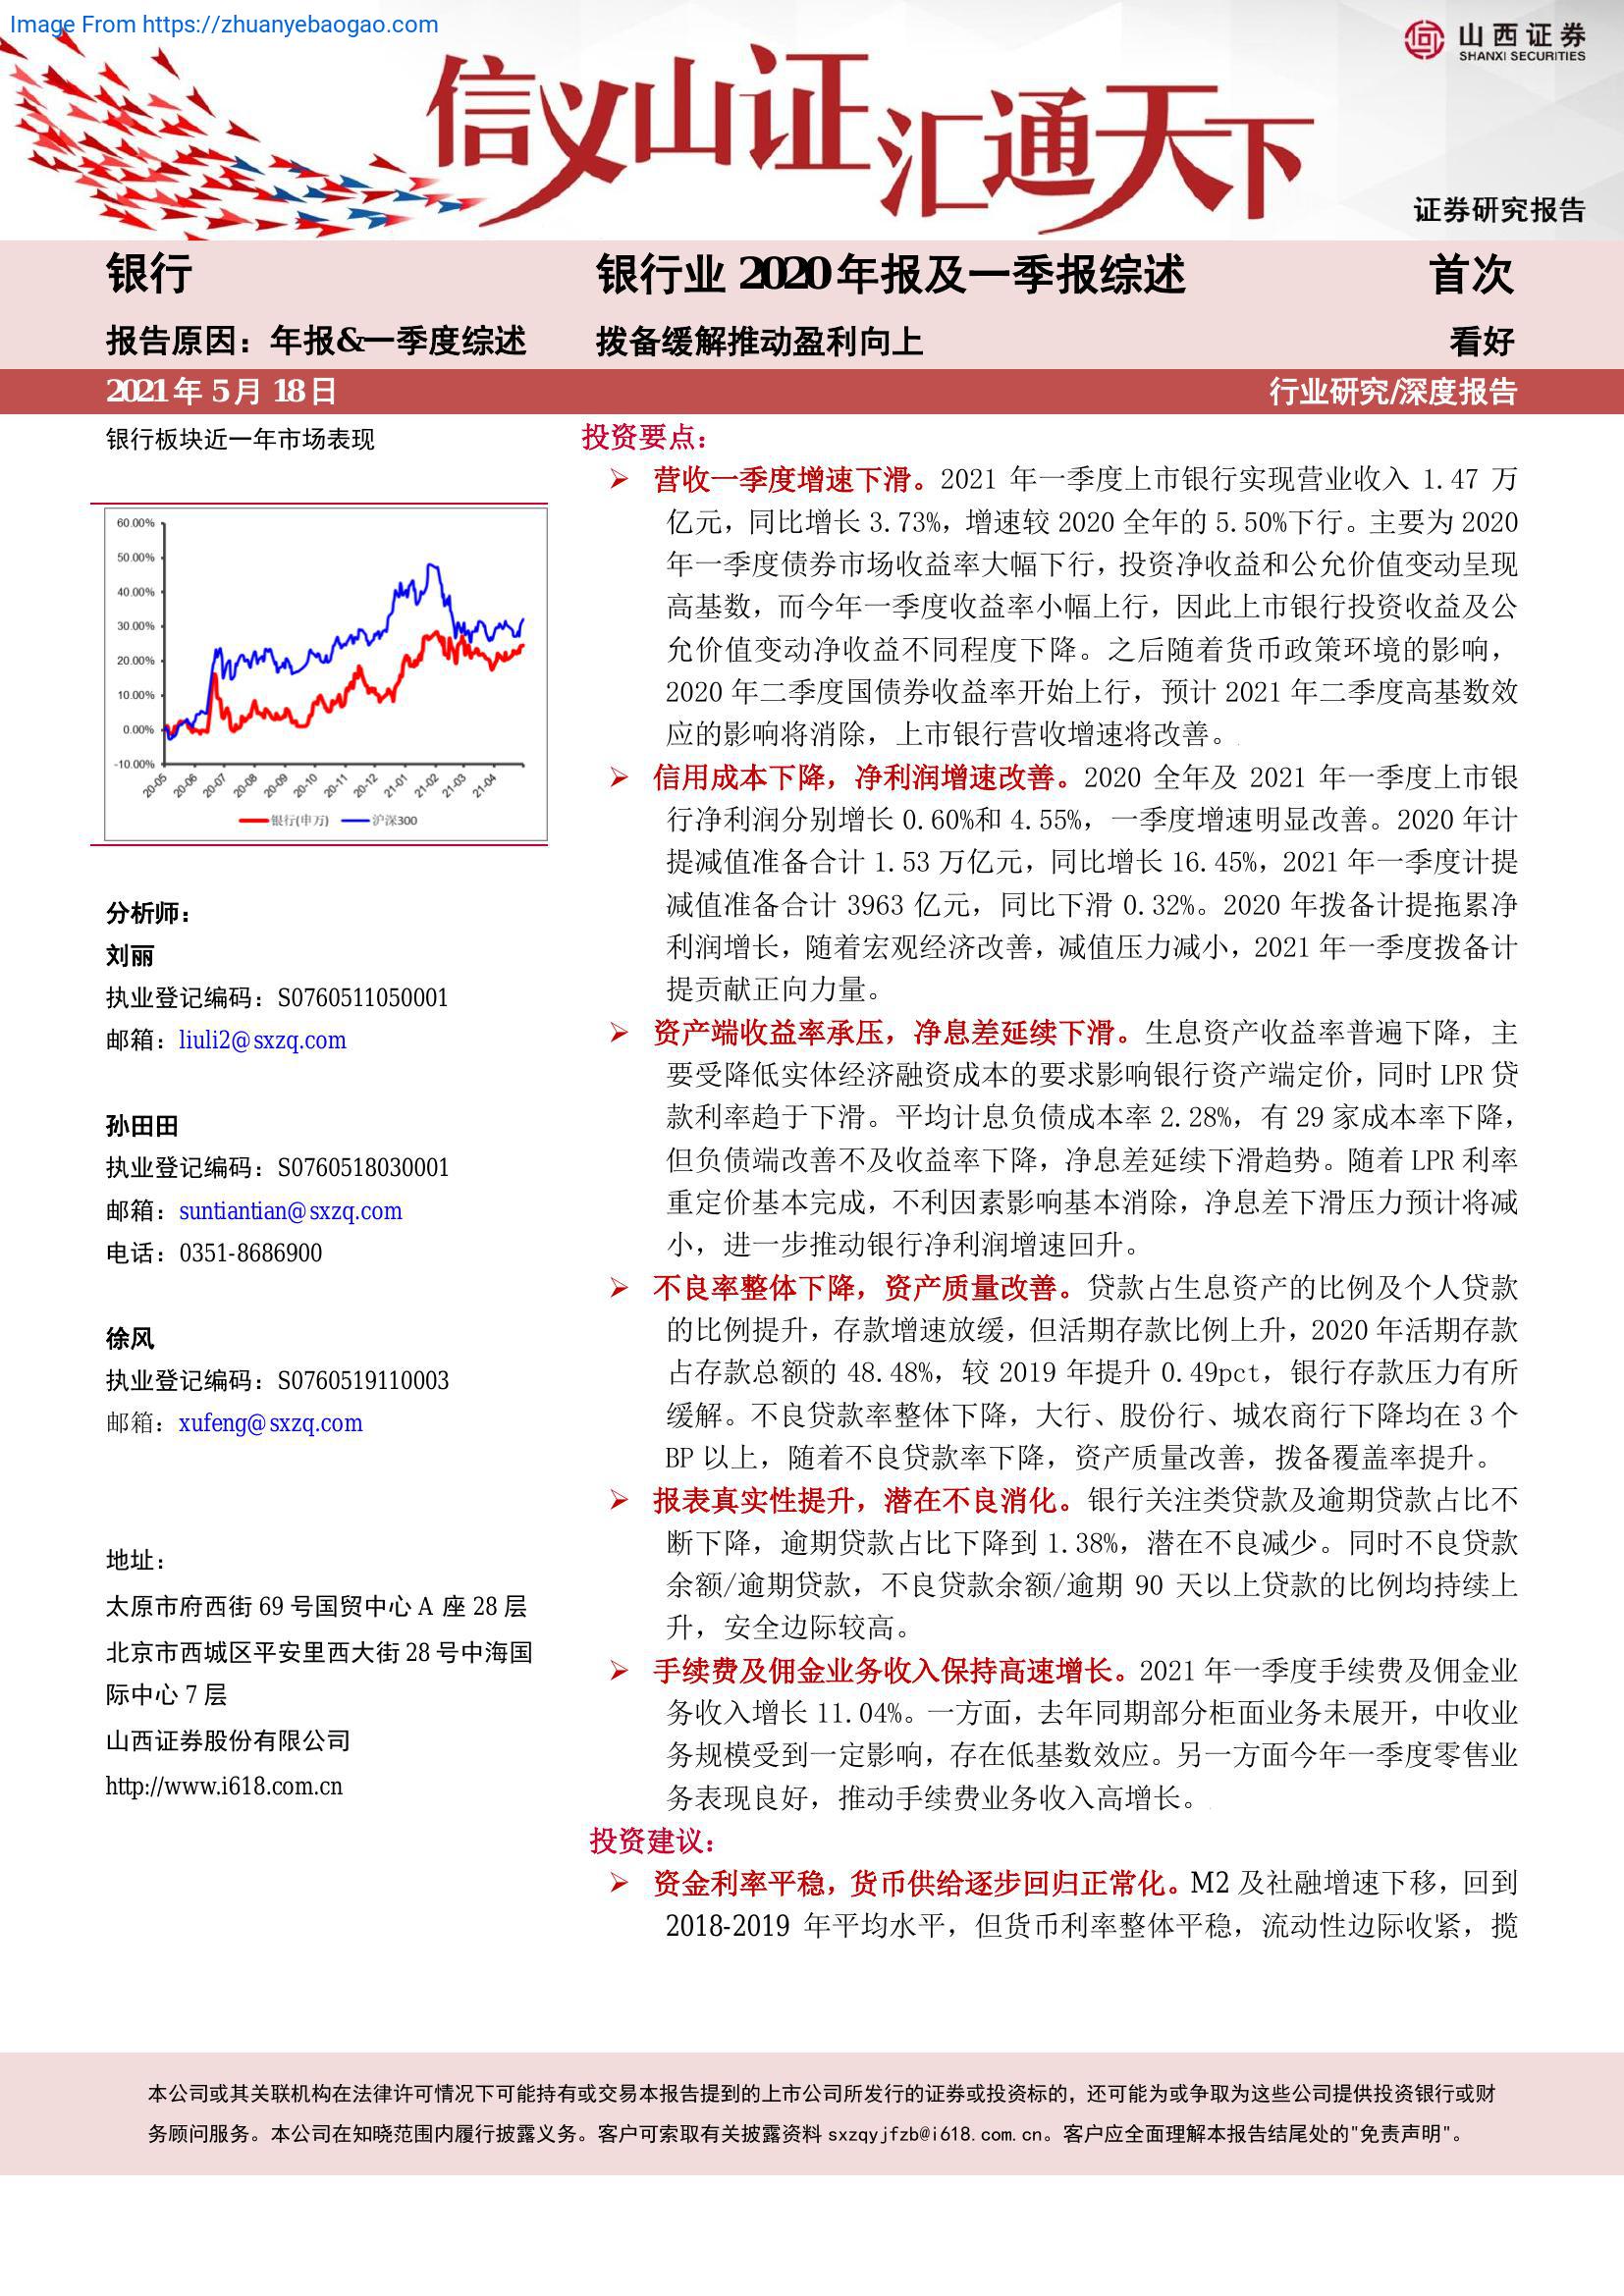 Image From https://zhuanyebaogao.com
山西证券
SHANXI SECURITIES
信义山证汇通天下
证券研究报告
银行
银行业 2020 年报及一季报综述
首次
报告原因：年报&一季度综述
拨备缓解推动盈利向上
看好
2021 年 5 月 18 日
行业研究/深度报告
银行板块近一年市场表现
60.00%
50.00%
40.00%
30.00%
20.00%
10.00%
0.00%
-10.00%
20-05 20-06 20-07 20-08 20-09 20-10 20-11 20-12 21-01 21-02 21-03 21-04
银行(申万) 沪深300
分析师：
刘丽
执业登记编码：S0760511050001
邮箱：liuli2@sxzq.com
孙田田
执业登记编码：S0760518030001
邮箱：suntiantian@sxzq.com
电话：0351-8686900
徐风
执业登记编码：S0760519110003
邮箱：xufeng@sxzq.com
地址：
太原市府西街 69 号国贸中心 A 座 28 层
北京市西城区平安里西大街 28 号中海国
际中心 7 层
山西证券股份有限公司
http://www.i618.com.cn
投资要点：
➢ 营收一季度增速下滑。2021 年一季度上市银行实现营业收入 1.47 万
亿元，同比增长 3.73%，增速较 2020 全年的 5.50%下行。主要为 2020
年一季度债券市场收益率大幅下行，投资净收益和公允价值变动呈现
高基数，而今年一季度收益率小幅上行，因此上市银行投资收益及公
允价值变动净收益不同程度下降。之后随着货币政策环境的影响，
2020 年二季度国债券收益率开始上行，预计 2021 年二季度高基数效
应的影响将消除，上市银行营收增速将改善。
➢ 信用成本下降，净利润增速改善。2020 全年及 2021 年一季度上市银
行净利润分别增长 0.60%和 4.55%，一季度增速明显改善。2020 年计
提减值准备合计 1.53 万亿元，同比增长 16.45%，2021 年一季度计提
减值准备合计 3963 亿元，同比下滑 0.32%。2020 年拨备计提拖累净
利润增长，随着宏观经济改善，减值压力减小，2021 年一季度拨备计
提贡献正向力量。
➢ 资产端收益率承压，净息差延续下滑。生息资产收益率普遍下降，主
要受降低实体经济融资成本的要求影响银行资产端定价，同时 LPR 贷
款利率趋于下滑。平均计息负债成本率 2.28%，有 29 家成本率下降，
但负债端改善不及收益率下降，净息差延续下滑趋势。随着 LPR 利率
重定价基本完成，不利因素影响基本消除，净息差下滑压力预计将减
小，进一步推动银行净利润增速回升。
➢ 不良率整体下降，资产质量改善。贷款占生息资产的比例及个人贷款
的比例提升，存款增速放缓，但活期存款比例上升，2020 年活期存款
占存款总额的 48.48%，较 2019 年提升 0.49pct，银行存款压力有所
缓解。不良贷款率整体下降，大行、股份行、城农商行下降均在 3 个
BP 以上，随着不良贷款率下降，资产质量改善，拨备覆盖率提升。
➢ 报表真实性提升，潜在不良消化。银行关注类贷款及逾期贷款占比不
断下降，逾期贷款占比下降到 1.38%，潜在不良减少。同时不良贷款
余额/逾期贷款，不良贷款余额/逾期 90 天以上贷款的比例均持续上
升，安全边际较高。
➢ 手续费及佣金业务收入保持高速增长。2021 年一季度手续费及佣金业
务收入增长 11.04%。一方面，去年同期部分柜面业务未展开，中收业
务规模受到一定影响，存在低基数效应。另一方面今年一季度零售业
务表现良好，推动手续费业务收入高增长。
投资建议：
➢ 资金利率平稳，货币供给逐步回归正常化。M2 及社融增速下移，回到
2018-2019 年平均水平，但货币利率整体平稳，流动性边际收紧，揽
本公司或其关联机构在法律许可情况下可能持有或交易本报告提到的上市公司所发行的证券或投资标的，还可能为或争取为这些公司提供投资银行或财
务顾问服务。本公司在知晓范围内履行披露义务。客户可索取有关披露资料 sxzqyjfzb@i618.com.cn。客户应全面理解本报告结尾处的"免责声明"。